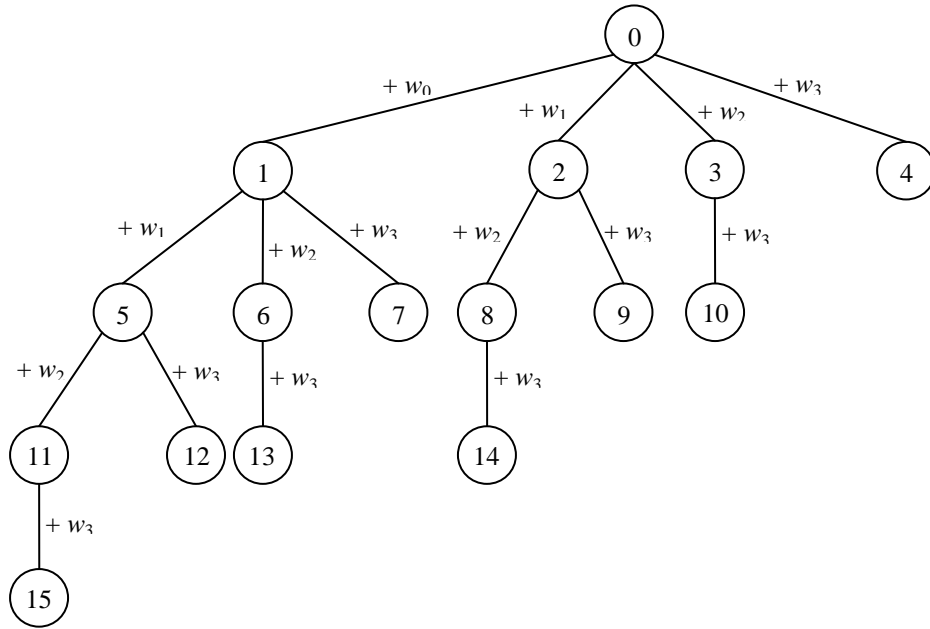 0
+ w₀
+ w₁
+ w₂
+ w₃
1
2
3
4
+ w₁
+ w₂
+ w₃
+ w₂
+ w₃
+ w₃
5
6
7
8
9
10
+ w₂
+ w₃
+ w₃
+ w₃
11
12
13
14
+ w₃
15